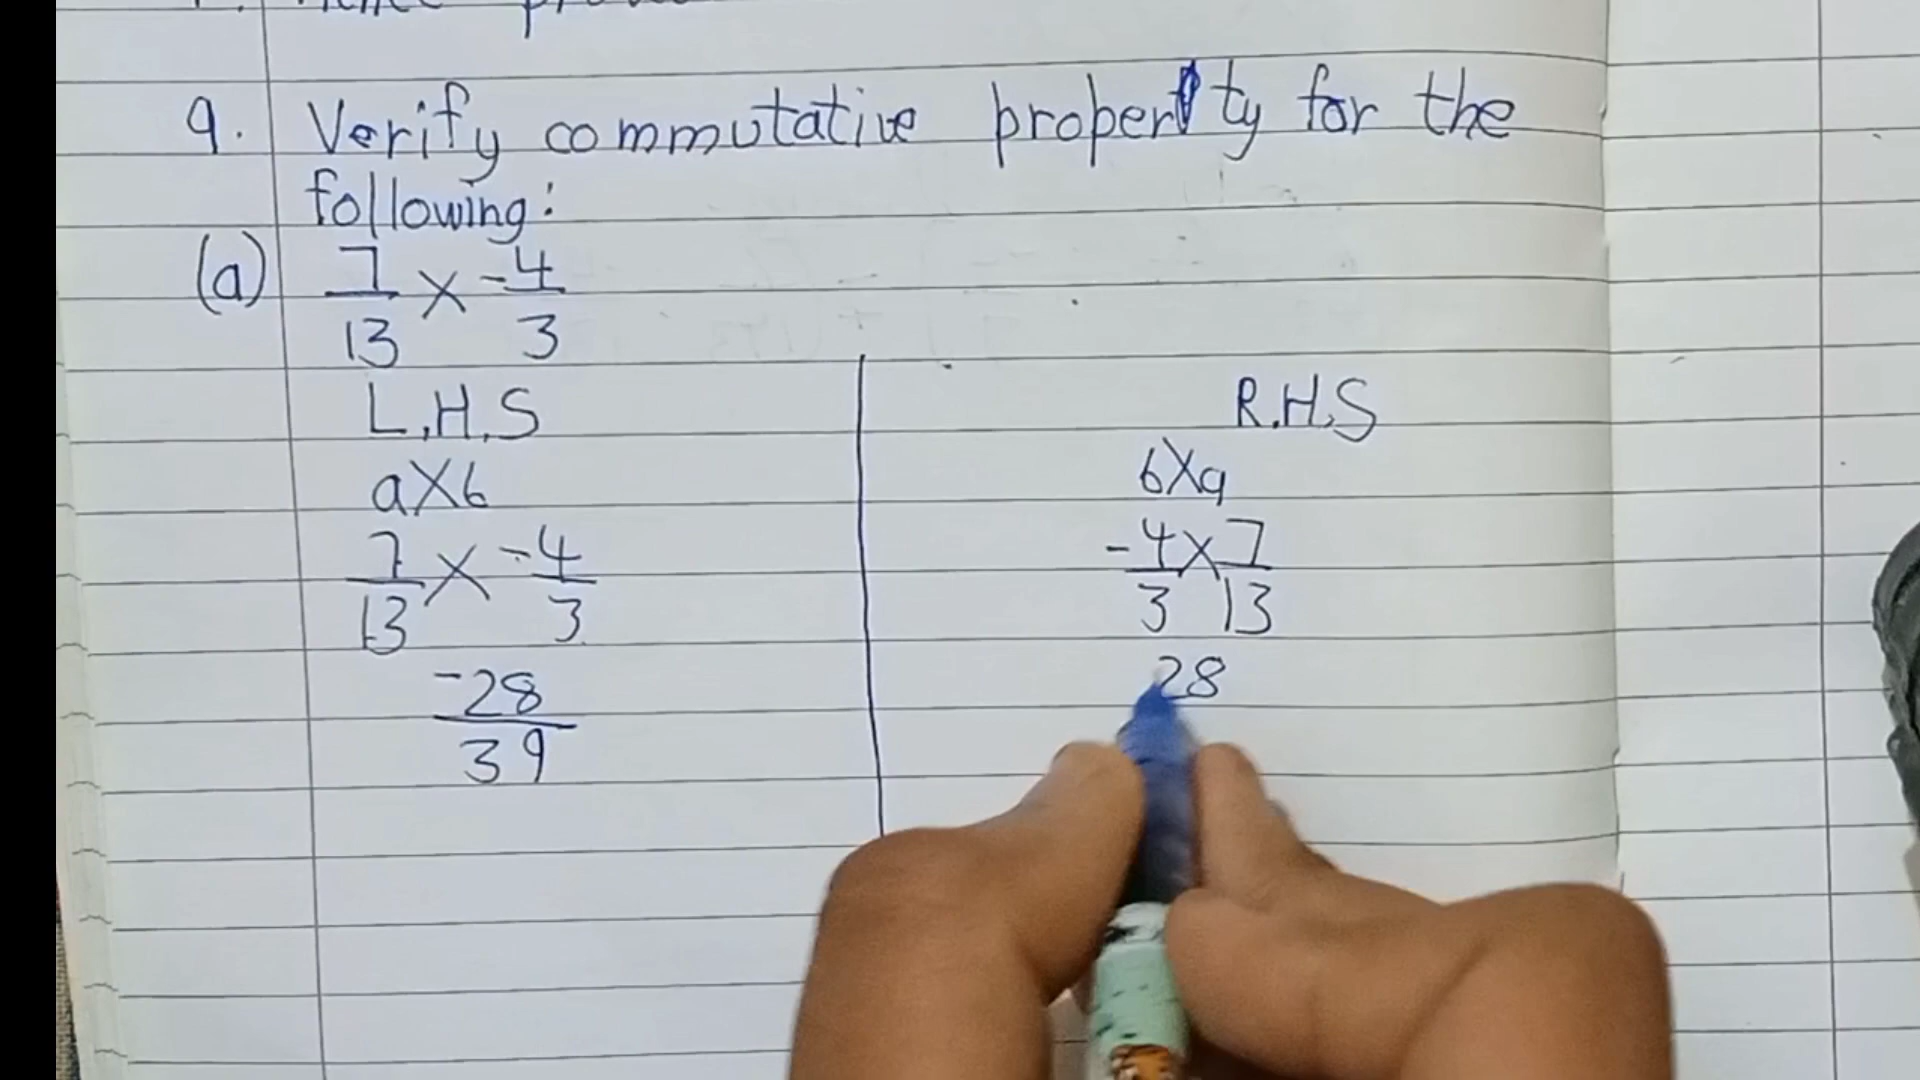 9. Verify commutative property for the
following:
(a) 7/13 × -4/3
L.H.S
a×b
7/13 × -4/3
-28/39
R.H.S
b×a
-4/3 × 7/13
28